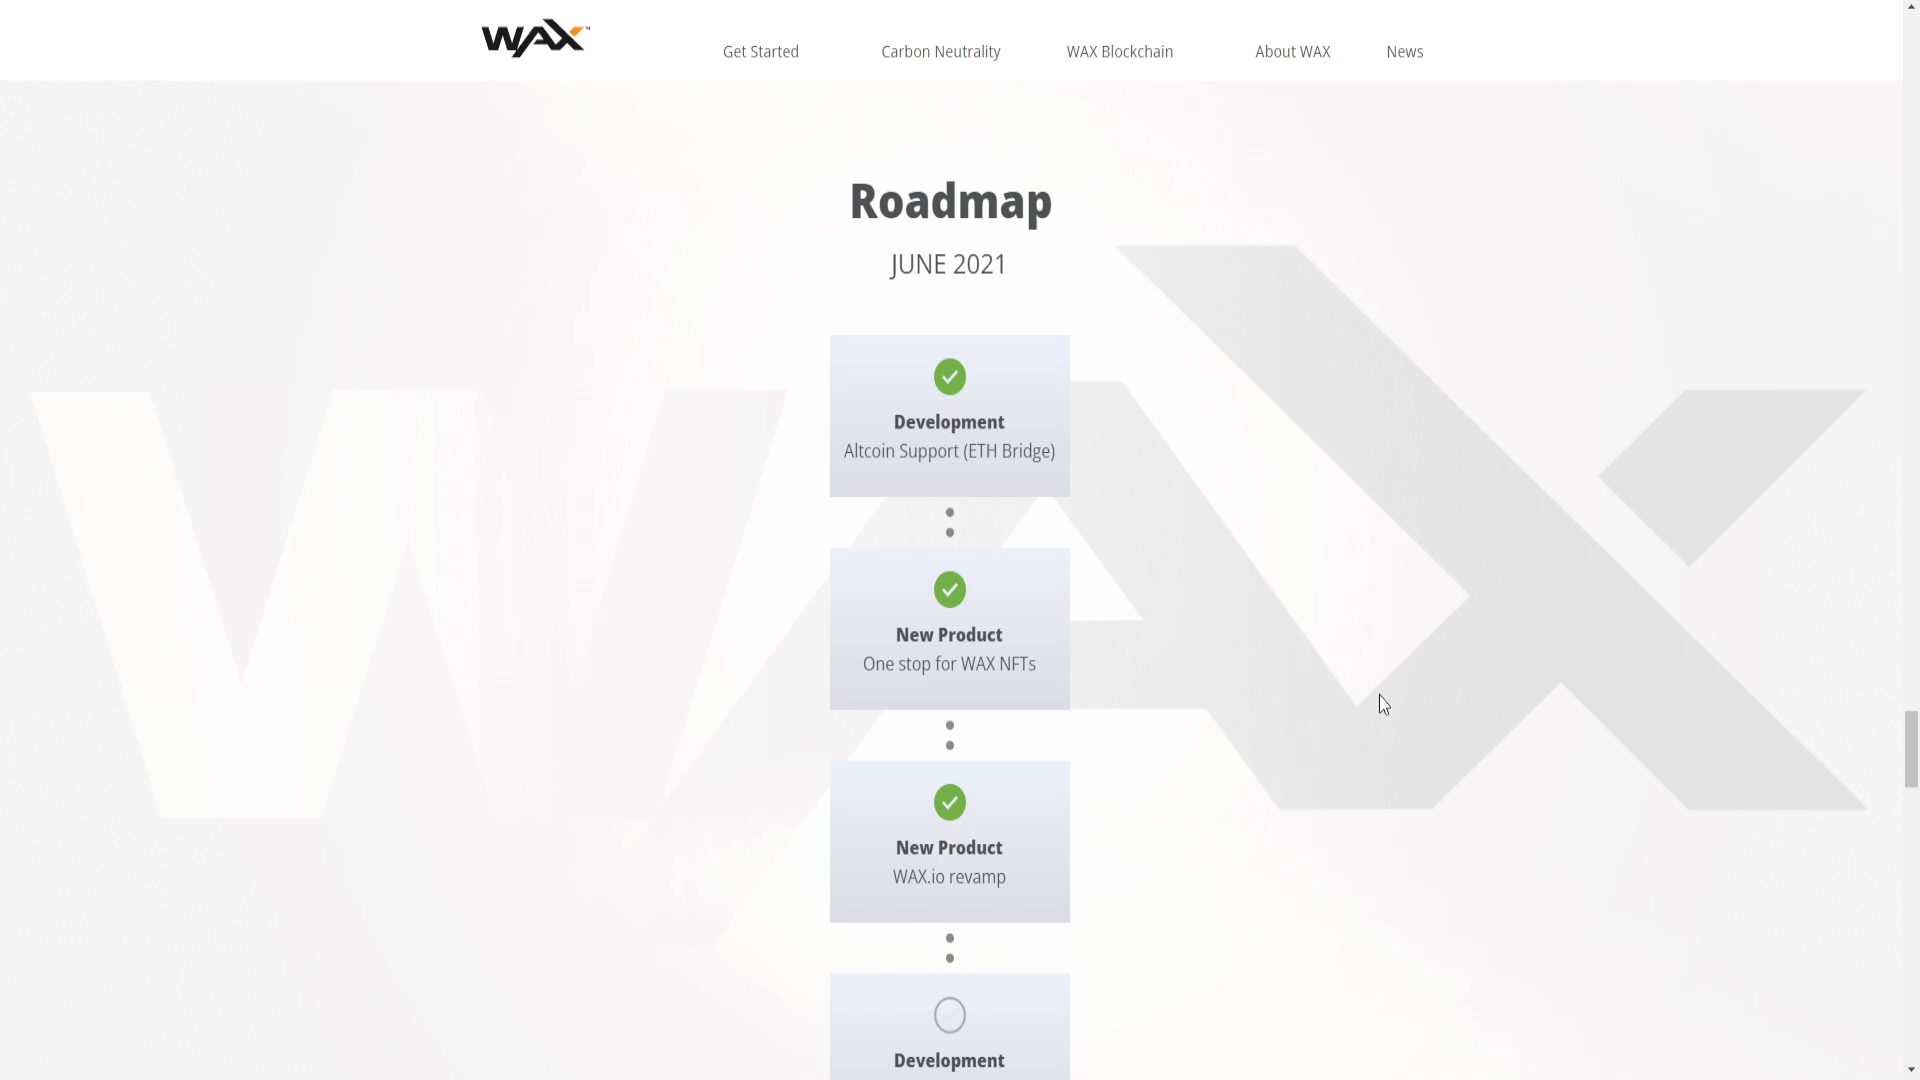 WAX™
Get Started
Carbon Neutrality
WAX Blockchain
About WAX
News
Roadmap
JUNE 2021
Development
Altcoin Support (ETH Bridge)
New Product
One stop for WAX NFTs
New Product
WAX.io revamp
Development
WAX